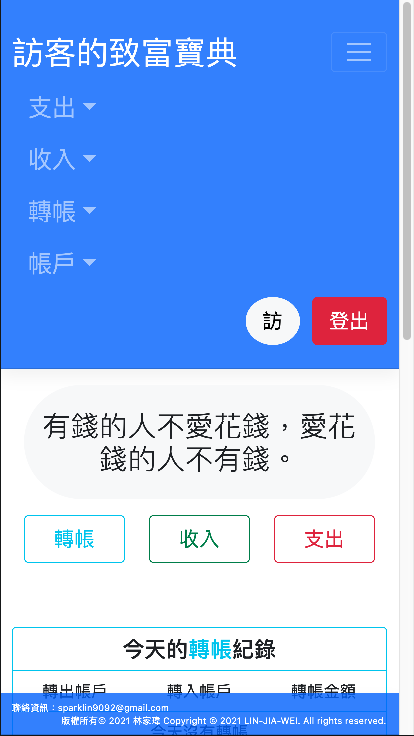 訪客的致富寶典
支出
收入
轉帳
帳戶
訪
登出
有錢的人不愛花錢，愛花
錢的人不有錢。
轉帳
收入
支出
今天的轉帳紀錄
轉出帳戶
轉入帳戶
轉帳金額
聯絡資訊：sparklin9092@gmail.com
版權所有© 2021 林家瑋 Copyright © 2021 LIN-JIA-WEI. All rights reserved.
今天沒有轉帳